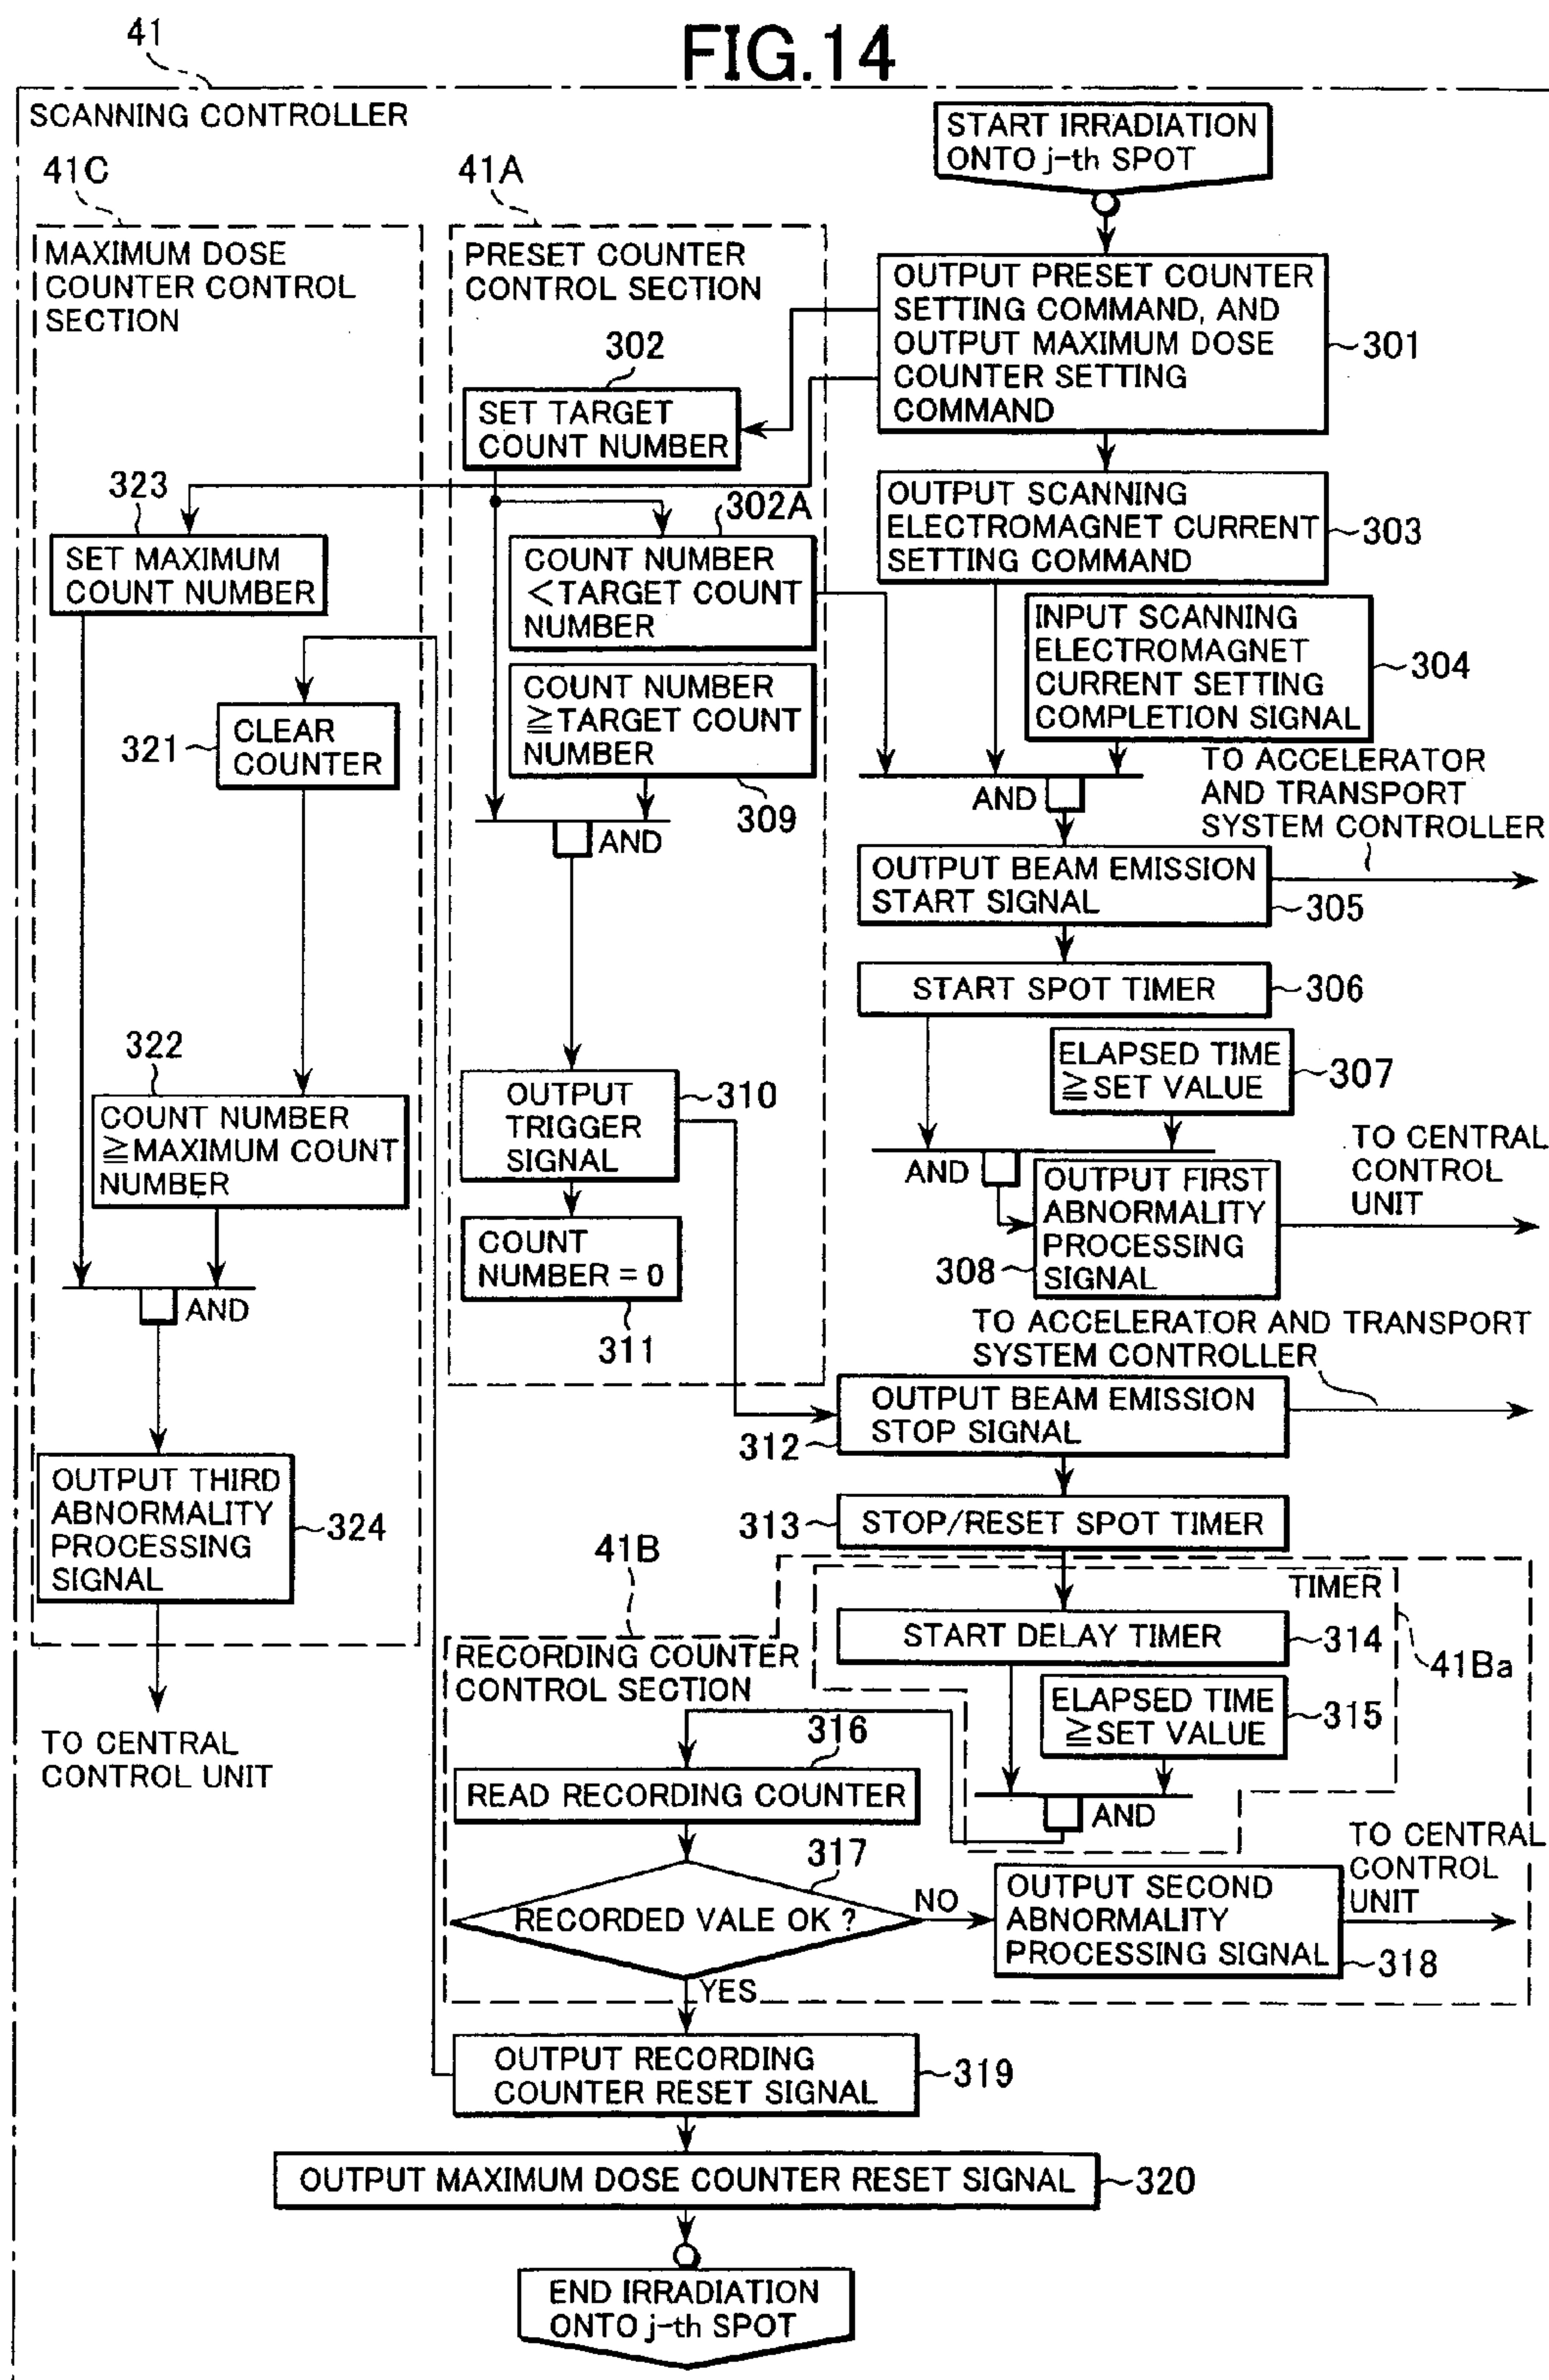 FIG.14
41
SCANNING CONTROLLER
START IRRADIATION
ONTO j-th SPOT
41C
MAXIMUM DOSE
COUNTER CONTROL
SECTION
41A
PRESET COUNTER
CONTROL SECTION
OUTPUT PRESET COUNTER
SETTING COMMAND, AND
OUTPUT MAXIMUM DOSE
COUNTER SETTING
COMMAND
301
302
SET TARGET
COUNT NUMBER
323
SET MAXIMUM
COUNT NUMBER
302A
COUNT NUMBER
<TARGET COUNT
NUMBER
OUTPUT SCANNING
ELECTROMAGNET CURRENT
SETTING COMMAND
303
INPUT SCANNING
ELECTROMAGNET
CURRENT SETTING
COMPLETION SIGNAL
304
321
CLEAR
COUNTER
COUNT NUMBER
≧TARGET COUNT
NUMBER
309
AND
AND
TO ACCELERATOR
AND TRANSPORT
SYSTEM CONTROLLER
OUTPUT BEAM EMISSION
START SIGNAL
305
START SPOT TIMER
306
ELAPSED TIME
≧SET VALUE
307
322
COUNT NUMBER
≧MAXIMUM COUNT
NUMBER
OUTPUT
TRIGGER
SIGNAL
310
AND
OUTPUT FIRST
ABNORMALITY
PROCESSING
SIGNAL
308
TO CENTRAL
CONTROL
UNIT
COUNT
NUMBER = 0
311
AND
TO ACCELERATOR AND TRANSPORT
SYSTEM CONTROLLER
OUTPUT BEAM EMISSION
STOP SIGNAL
312
OUTPUT THIRD
ABNORMALITY
PROCESSING
SIGNAL
324
313
STOP/RESET SPOT TIMER
41B
TIMER
START DELAY TIMER
314
41Ba
RECORDING COUNTER
CONTROL SECTION
ELAPSED TIME
≧SET VALUE
315
TO CENTRAL
CONTROL UNIT
316
READ RECORDING COUNTER
AND
317
RECORDED VALE OK ?
NO
OUTPUT SECOND
ABNORMALITY
PROCESSING SIGNAL
318
TO CENTRAL
CONTROL
UNIT
YES
OUTPUT RECORDING
COUNTER RESET SIGNAL
319
OUTPUT MAXIMUM DOSE COUNTER RESET SIGNAL
320
END IRRADIATION
ONTO j-th SPOT